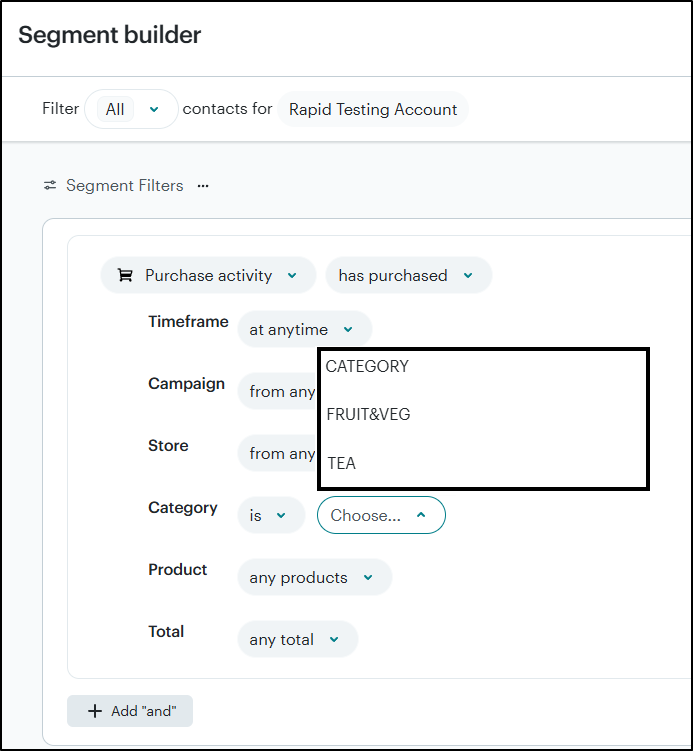 Segment builder
Filter All contacts for Rapid Testing Account
Segment Filters ...
Purchase activity has purchased
Timeframe at anytime
CATEGORY
Campaign from any
FRUIT&VEG
Store from any
TEA
Category is Choose...
Product any products
Total any total
+ Add "and"